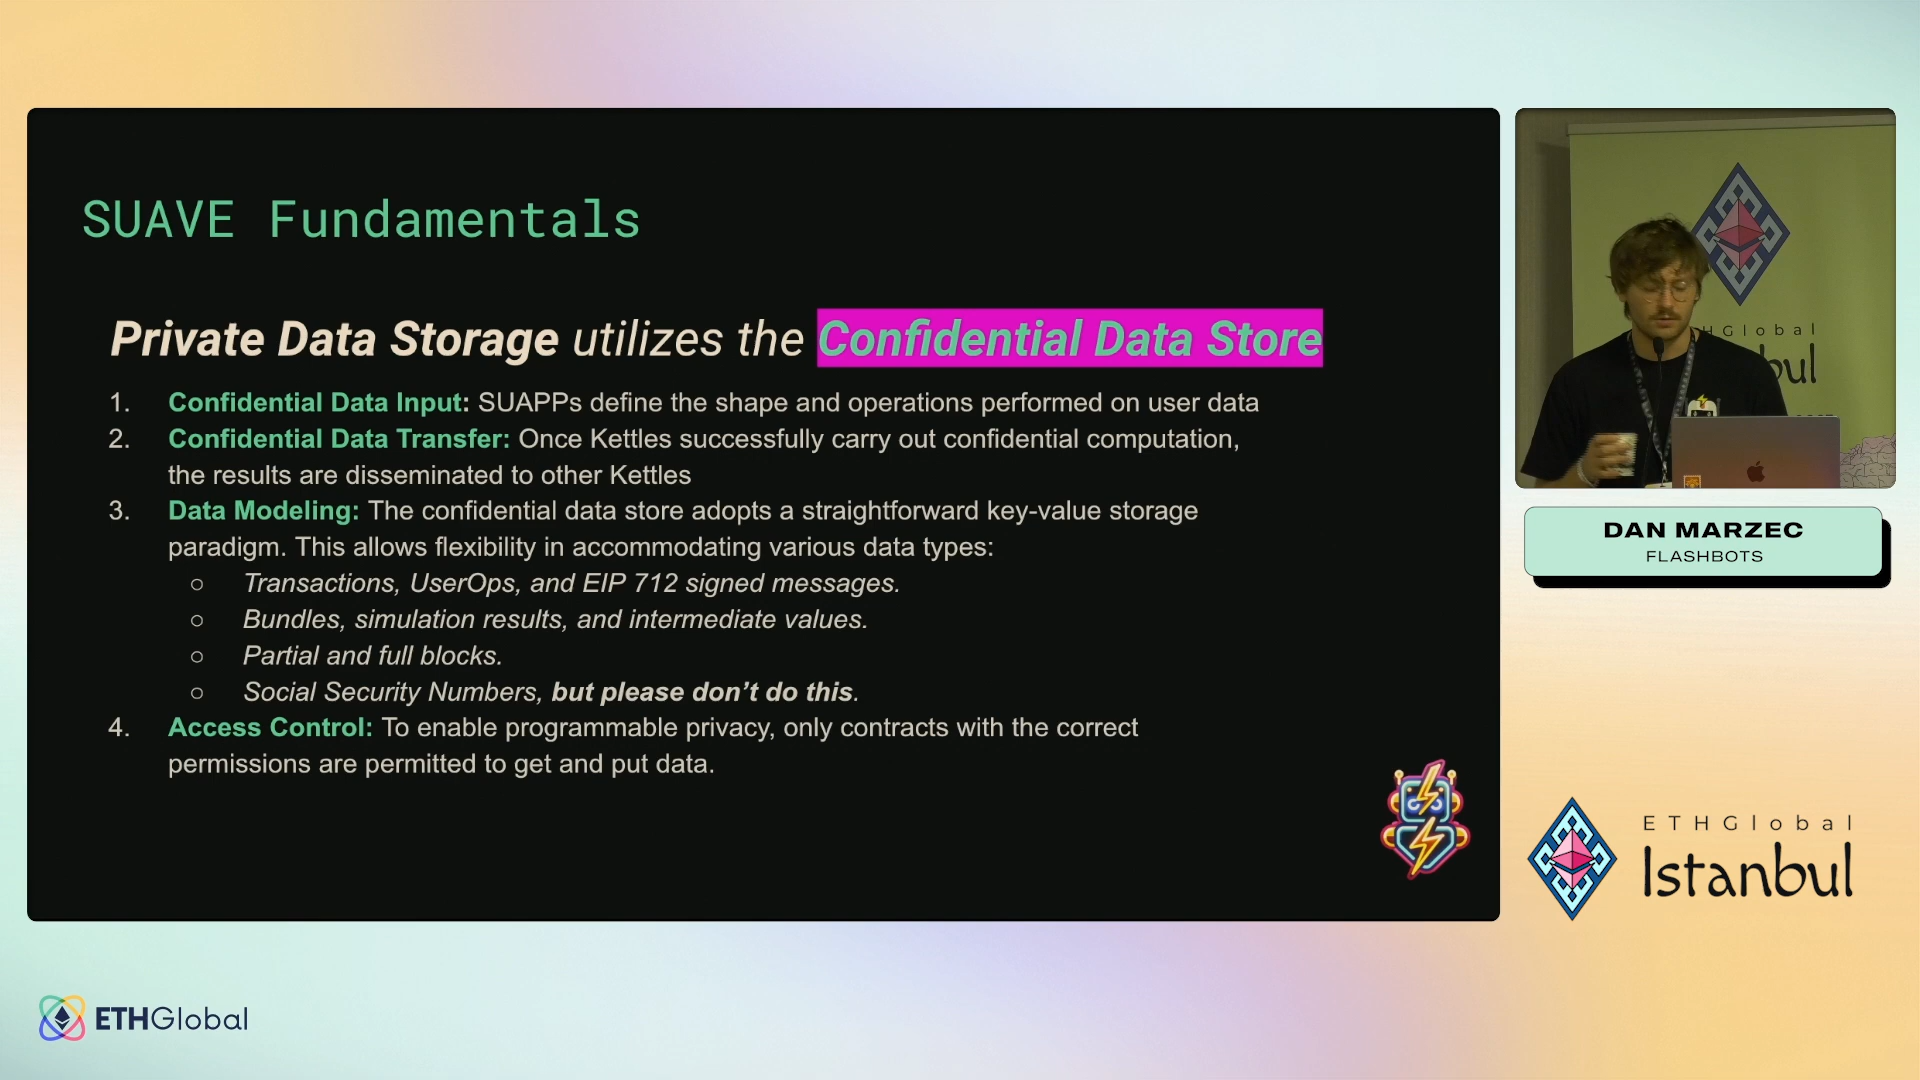 SUAVE Fundamentals
Private Data Storage utilizes the Confidential Data Store
1. Confidential Data Input: SUAPPs define the shape and operations performed on user data
2. Confidential Data Transfer: Once Kettles successfully carry out confidential computation,
the results are disseminated to other Kettles
3. Data Modeling: The confidential data store adopts a straightforward key-value storage
paradigm. This allows flexibility in accommodating various data types:
○ Transactions, UserOps, and EIP 712 signed messages.
○ Bundles, simulation results, and intermediate values.
○ Partial and full blocks.
○ Social Security Numbers, but please don’t do this.
4. Access Control: To enable programmable privacy, only contracts with the correct
permissions are permitted to get and put data.
DAN MARZEC
FLASHBOTS
ETHGlobal
Istanbul
ETHGlobal